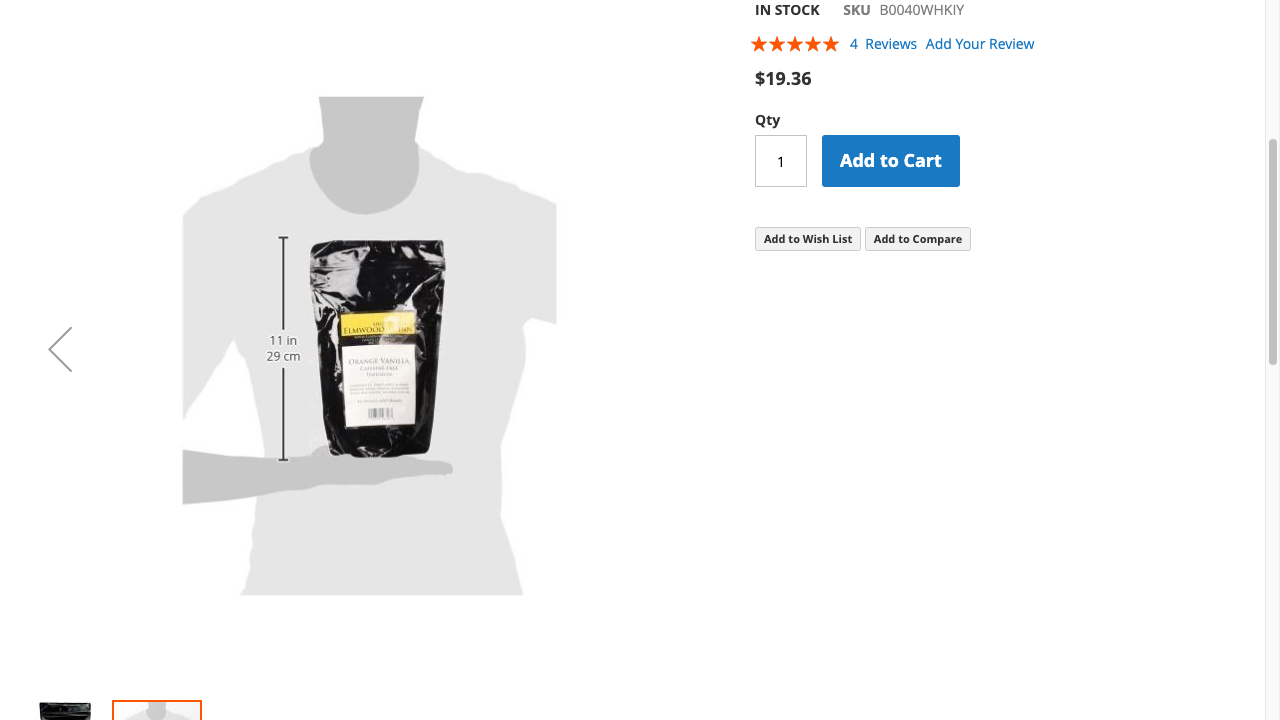 IN STOCK SKU B0040WHKIY
4 Reviews Add Your Review
$19.36
Qty
1 Add to Cart
Add to Wish List Add to Compare
11 in
29 cm
ELMWOOD INN
ORANGE VANILLA
CAFFEINE-FREE
INFUSION